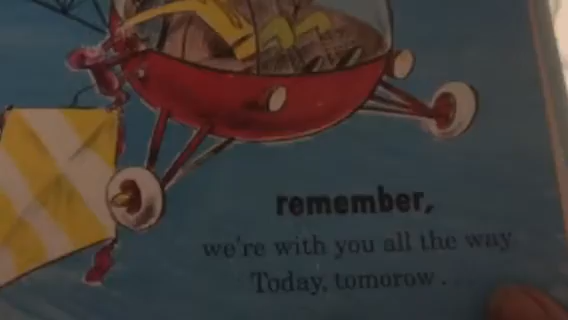 remember,
we're with you all the way
Today, tomorow .